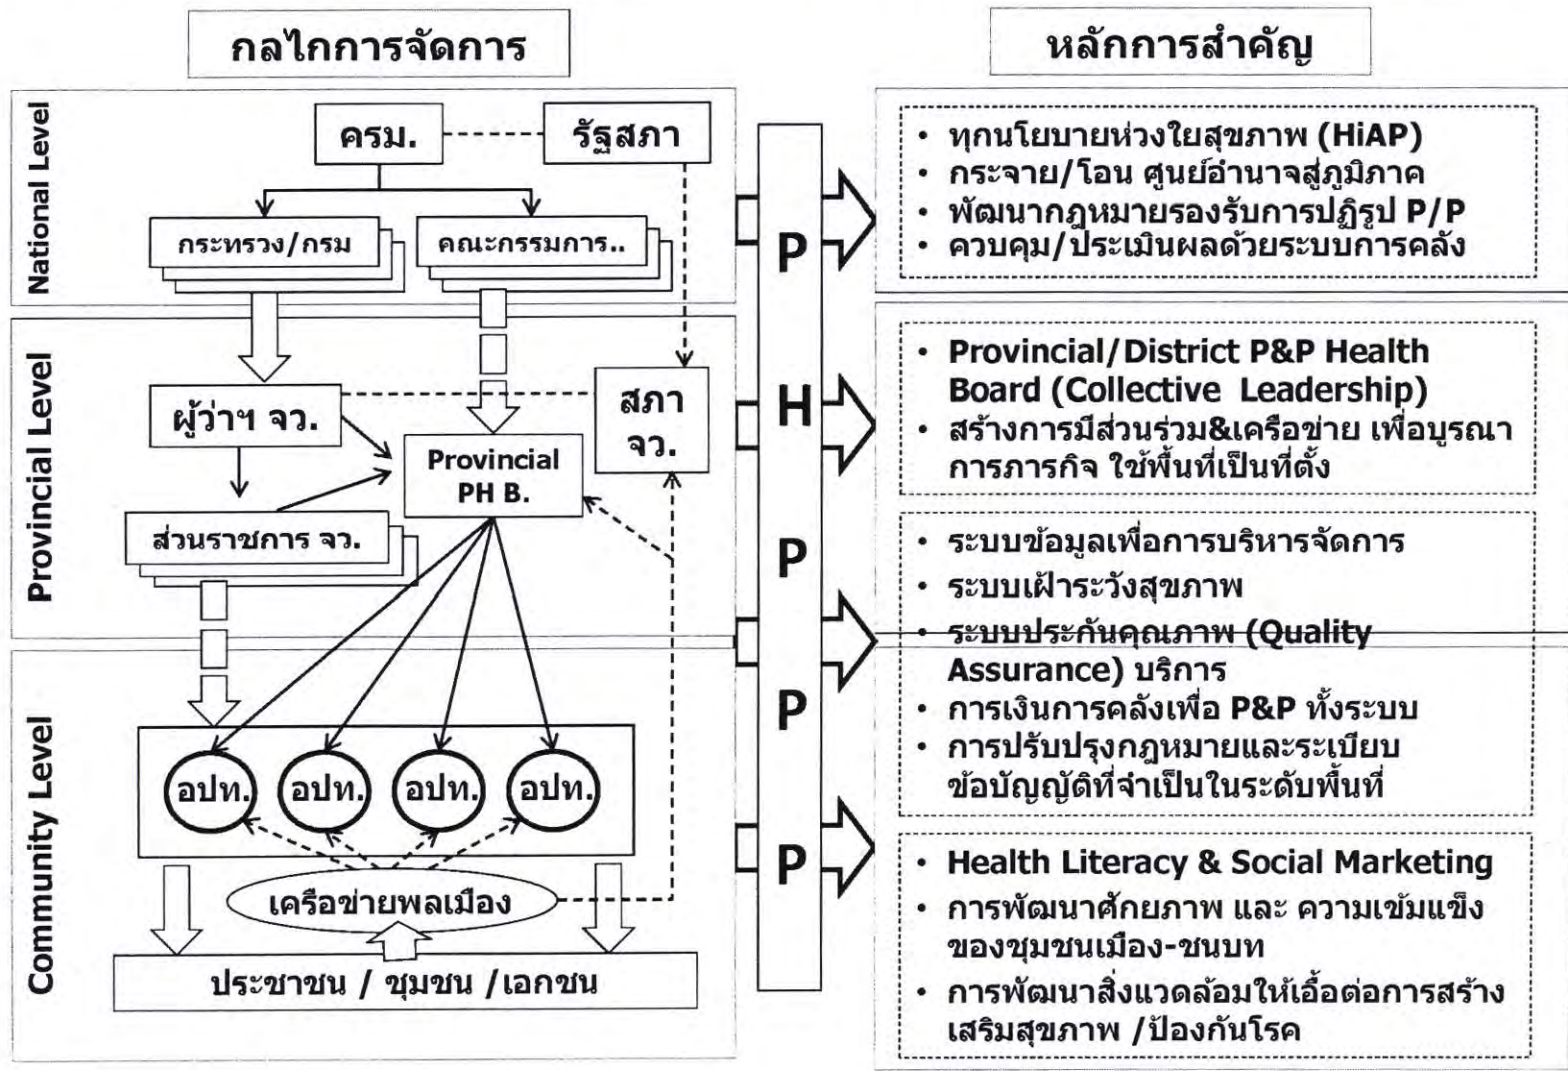 กลไกการจัดการ
หลักการสำคัญ
National Level
ครม.
รัฐสภา
กระทรวง/กรม
คณะกรรมการ..
Provincial Level
ผู้ว่าฯ จว.
สภา
จว.
Provincial
PH B.
ส่วนราชการ จว.
Community Level
อปท.
อปท.
อปท.
อปท.
เครือข่ายพลเมือง
ประชาชน / ชุมชน /เอกชน
P
H
P
P
P
• ทุกนโยบายห่วงใยสุขภาพ (HiAP)
• กระจาย/โอน ศูนย์อำนาจสู่ภูมิภาค
• พัฒนากฎหมายรองรับการปฏิรูป P/P
• ควบคุม/ประเมินผลด้วยระบบการคลัง
• Provincial/District P&P Health
Board (Collective Leadership)
• สร้างการมีส่วนร่วม&เครือข่าย เพื่อบูรณา
การภารกิจ ใช้พื้นที่เป็นที่ตั้ง
• ระบบข้อมูลเพื่อการบริหารจัดการ
• ระบบเฝ้าระวังสุขภาพ
• ระบบประกันคุณภาพ (Quality
Assurance) บริการ
• การเงินการคลังเพื่อ P&P ทั้งระบบ
• การปรับปรุงกฎหมายและระเบียบ
ข้อบัญญัติที่จำเป็นในระดับพื้นที่
• Health Literacy & Social Marketing
• การพัฒนาศักยภาพ และ ความเข้มแข็ง
ของชุมชนเมือง-ชนบท
• การพัฒนาสิ่งแวดล้อมให้เอื้อต่อการสร้าง
เสริมสุขภาพ /ป้องกันโรค